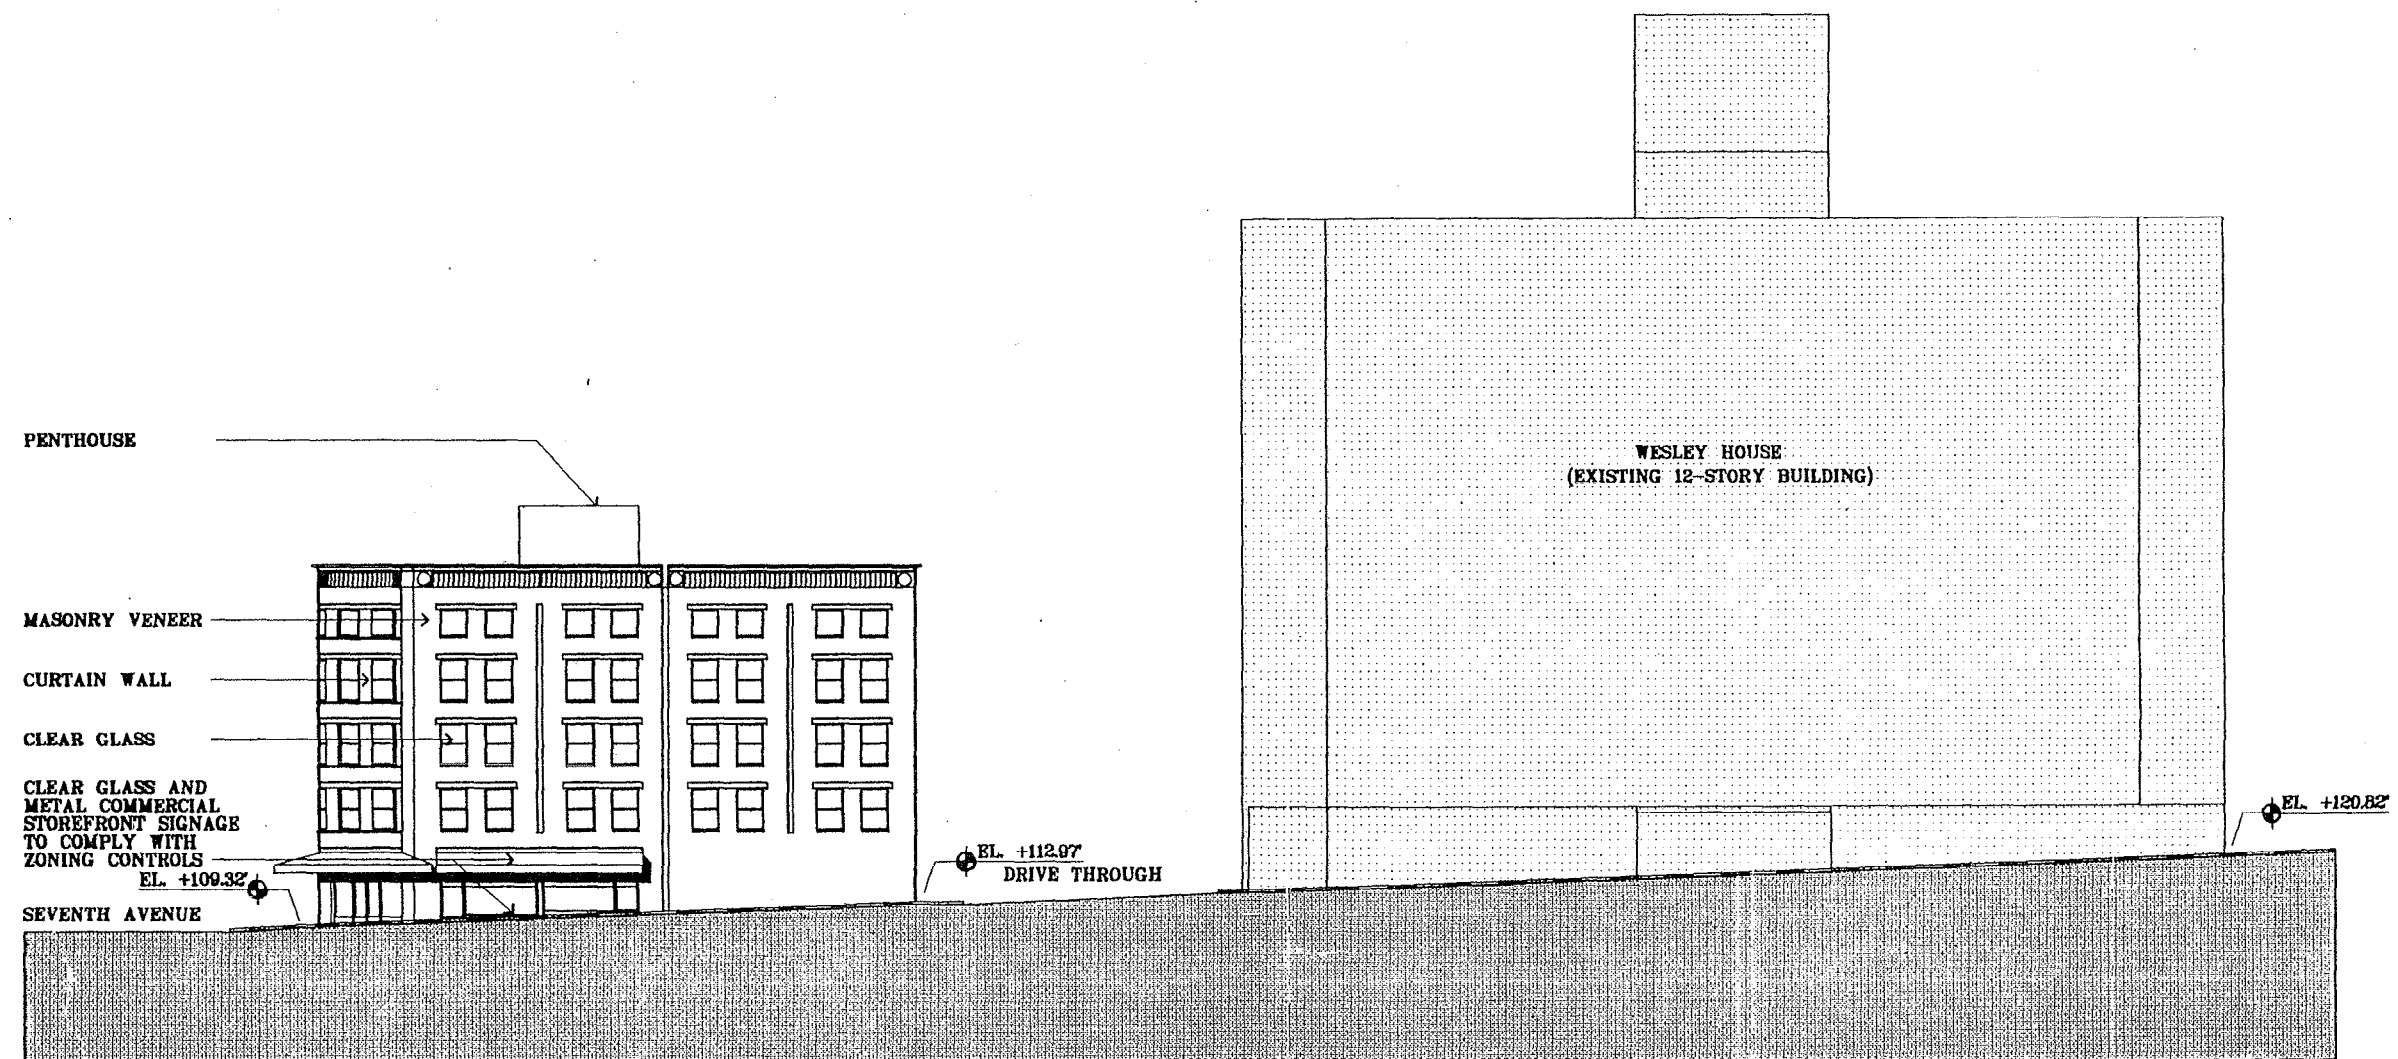 WESLEY HOUSE
(EXISTING 12-STORY BUILDING)
PENTHOUSE
MASONRY VENEER
CURTAIN WALL
CLEAR GLASS
CLEAR GLASS AND
METAL COMMERCIAL
STOREFRONT SIGNAGE
TO COMPLY WITH
ZONING CONTROLS
EL. +109.32'
SEVENTH AVENUE
EL. +112.97'
DRIVE THROUGH
EL. +120.82'